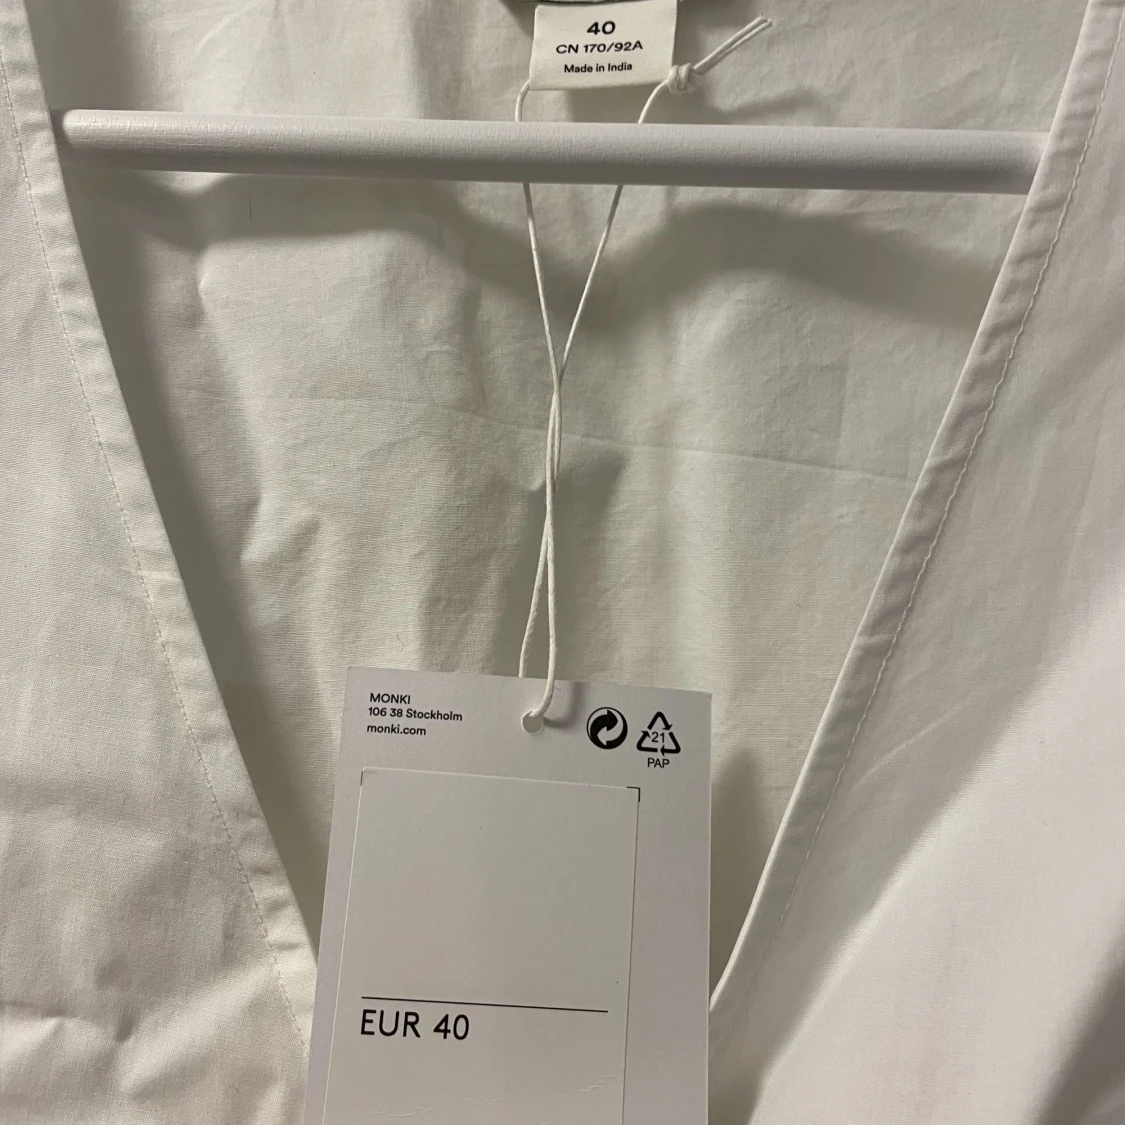 40
CN 170/92A
Made in India
MONKI
106 38 Stockholm
monki.com
21
PAP
EUR 40